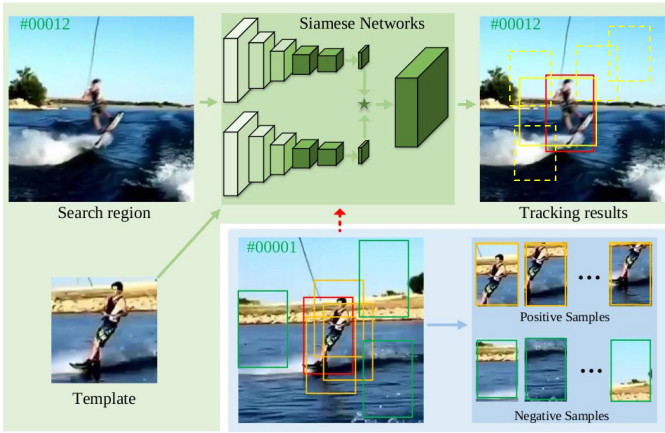 #00012
Siamese Networks
#00012
Search region
Tracking results
#00001
Positive Samples
Template
Negative Samples